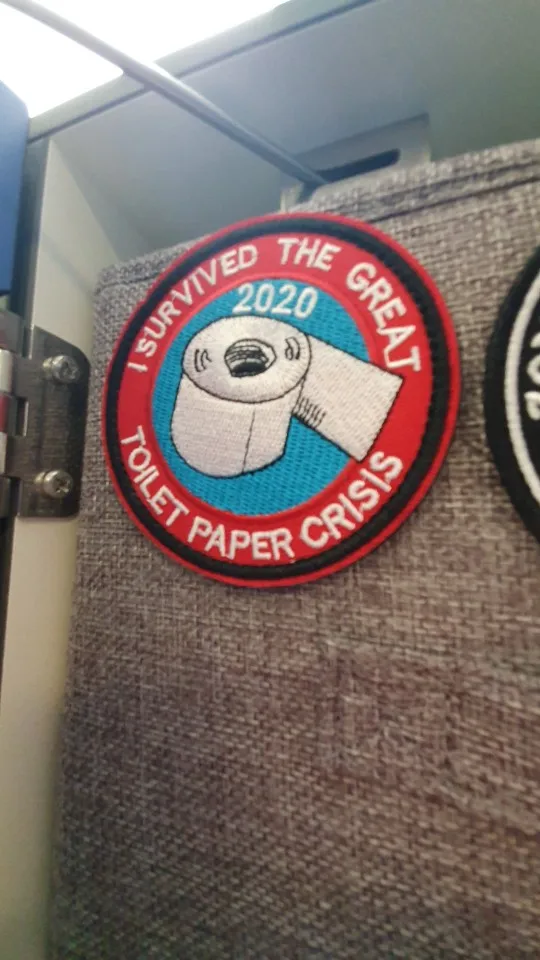 I SURVIVED THE GREAT
2020
TOILET PAPER CRISIS